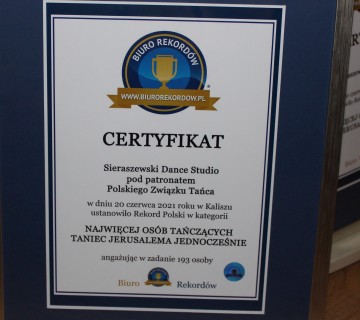 BIURO REKORDÓW
WWW.BIUROREKORDOW.PL
CERTYFIKAT
Sieraszewski Dance Studio
pod patronatem
Polskiego Związku Tańca
w dniu 20 czerwca 2021 roku w Kaliszu
ustanowiło Rekord Polski w kategorii
NAJWIĘCEJ OSÓB TAŃCZĄCYCH
TANIEC JERUSALEMA JEDNOCZEŚNIE
angażując w zadanie 193 osoby
Biuro Rekordów